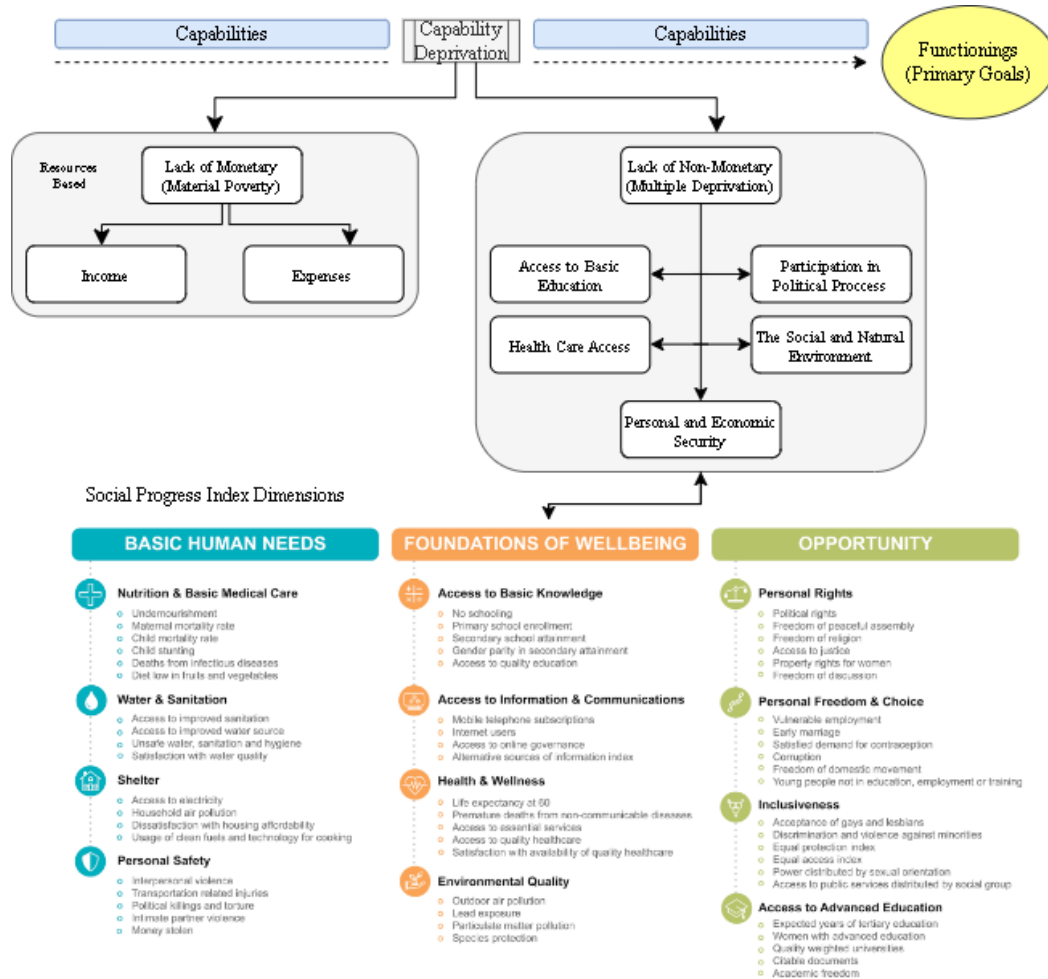 Capabilities
Capability
Deprivation
Capabilities
Functionings
(Primary Goals)
Resources
Based
Lack of Monetary
(Material Poverty)
Income
Expenses
Lack of Non-Monetary
(Multiple Deprivation)
Access to Basic
Education
Participation in
Political Proccess
Health Care Access
The Social and Natural
Environment
Personal and Economic
Security
Social Progress Index Dimensions
BASIC HUMAN NEEDS
Nutrition & Basic Medical Care
Undernourishment
Maternal mortality rate
Child mortality rate
Child stunting
Deaths from infectious diseases
Diet low in fruits and vegetables
Water & Sanitation
Access to improved sanitation
Access to improved water source
Unsafe water, sanitation and hygiene
Satisfaction with water quality
Shelter
Access to electricity
Household air pollution
Dissatisfaction with housing affordability
Usage of clean fuels and technology for cooking
Personal Safety
Interpersonal violence
Transportation related injuries
Political killings and torture
Intimate partner violence
Money stolen
FOUNDATIONS OF WELLBEING
Access to Basic Knowledge
No schooling
Primary school enrollment
Secondary school attainment
Gender parity in secondary attainment
Access to quality education
Access to Information & Communications
Mobile telephone subscriptions
Internet users
Access to online governance
Alternative sources of information index
Health & Wellness
Life expectancy at 60
Premature deaths from non-communicable diseases
Access to essential services
Access to quality healthcare
Satisfaction with availability of quality healthcare
Environmental Quality
Outdoor air pollution
Lead exposure
Particulate matter pollution
Species protection
OPPORTUNITY
Personal Rights
Political rights
Freedom of peaceful assembly
Freedom of religion
Access to justice
Property rights for women
Freedom of discussion
Personal Freedom & Choice
Vulnerable employment
Early marriage
Satisfied demand for contraception
Corruption
Freedom of domestic movement
Young people not in education, employment or training
Inclusiveness
Acceptance of gays and lesbians
Discrimination and violence against minorities
Equal protection index
Equal access index
Power distributed by sexual orientation
Access to public services distributed by social group
Access to Advanced Education
Expected years of tertiary education
Women with advanced education
Quality weighted universities
Citable documents
Academic freedom